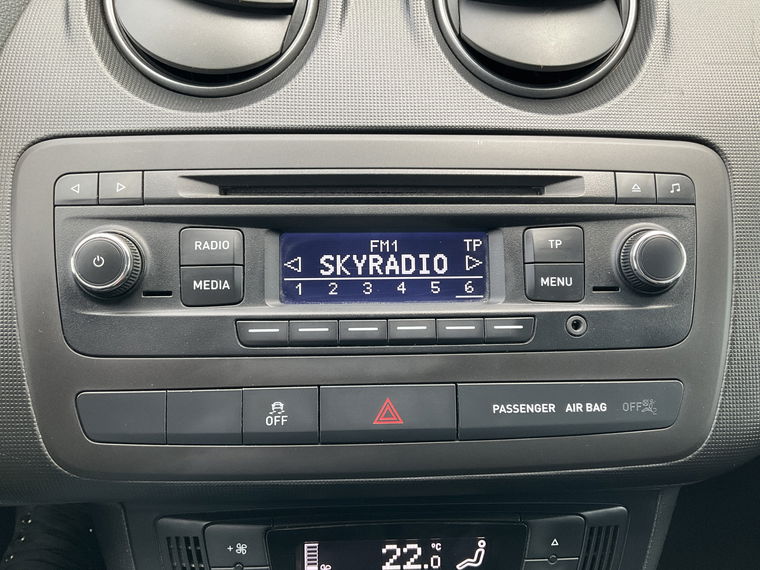 RADIO
MEDIA
FM1 TP
SKYRADIO
1 2 3 4 5 6
TP
MENU
OFF
PASSENGER AIR BAG OFF
22.0 °C